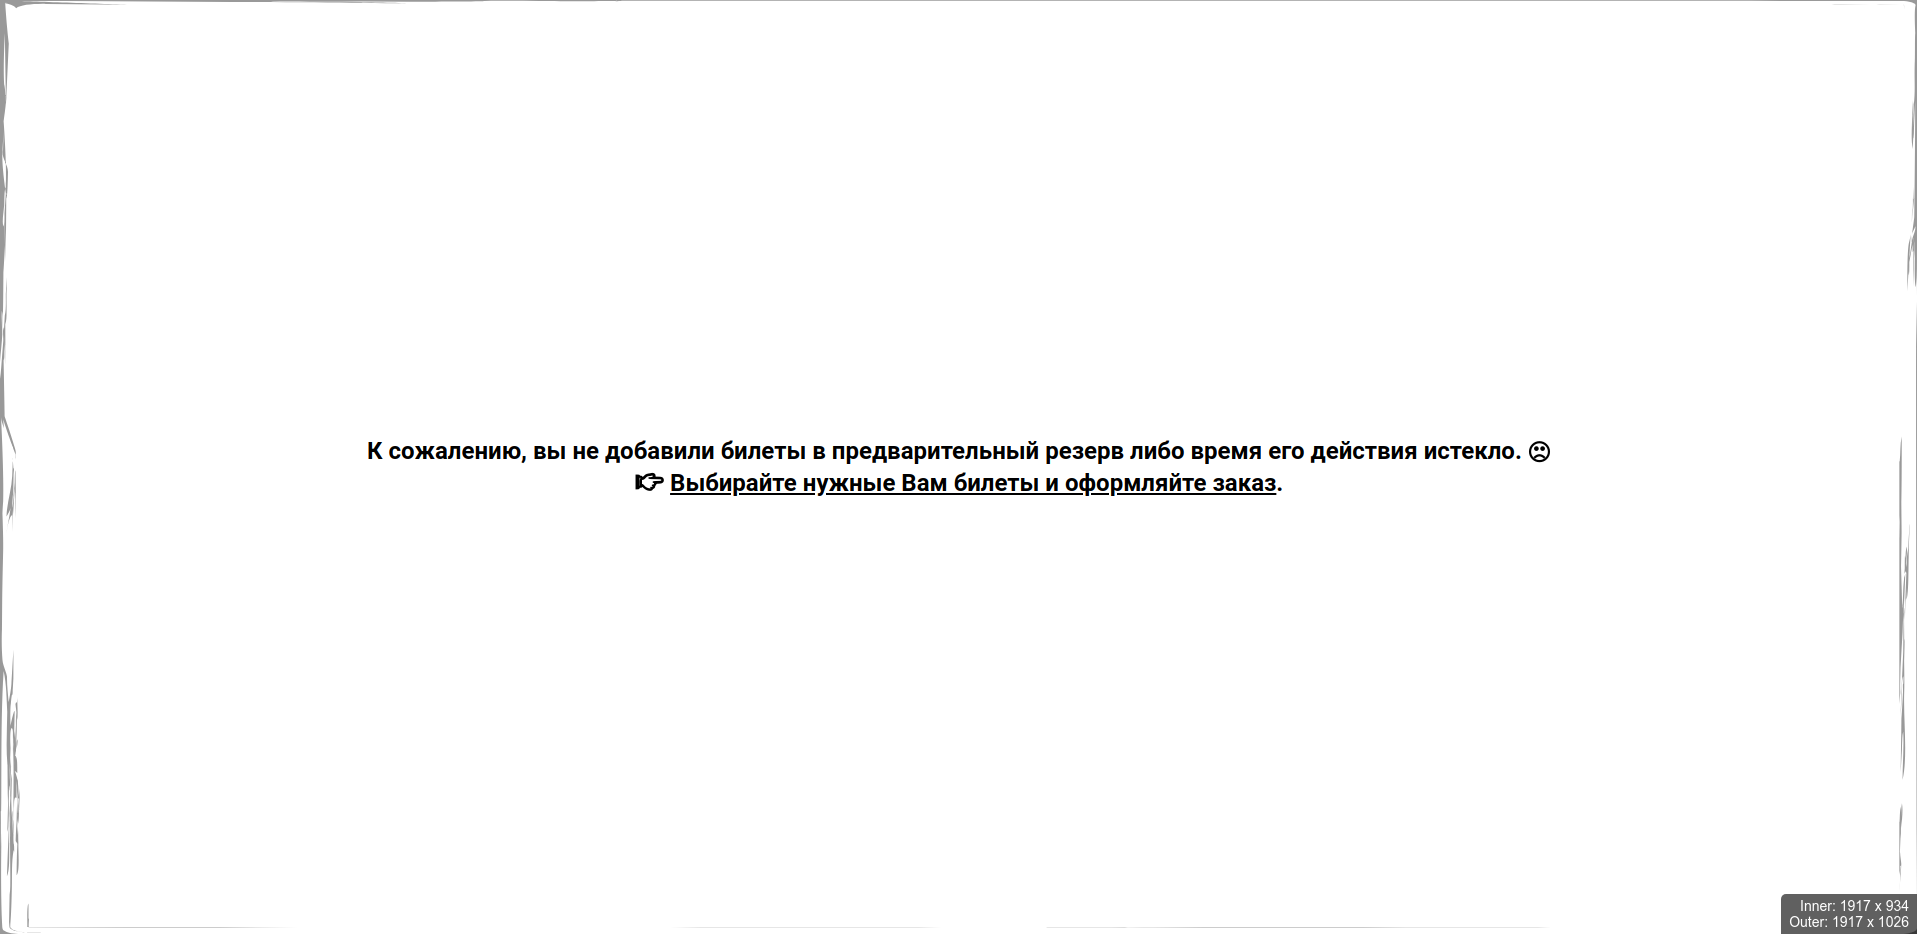 К сожалению, вы не добавили билеты в предварительный резерв либо время его действия истекло. ☹
👉 Выбирайте нужные Вам билеты и оформляйте заказ.
Inner: 1917 x 934
Outer: 1917 x 1026